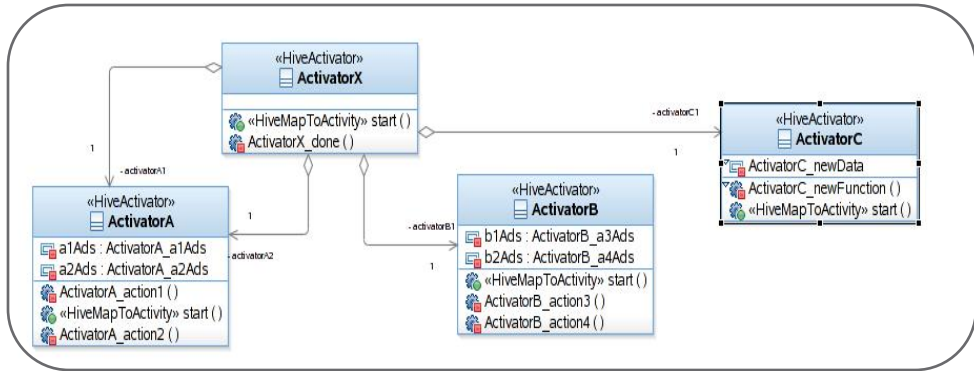 «HiveActivator»
ActivatorX
«HiveMapToActivity» start ( )
ActivatorX_done ( )
- activatorC1
1
«HiveActivator»
ActivatorC
ActivatorC_newData
ActivatorC_newFunction ( )
«HiveMapToActivity» start ( )
1
- activatorA1
«HiveActivator»
ActivatorA
a1Ads : ActivatorA_a1Ads
a2Ads : ActivatorA_a2Ads
ActivatorA_action1 ( )
«HiveMapToActivity» start ( )
ActivatorA_action2 ( )
1
- activatorA2
- activatorB1
1
«HiveActivator»
ActivatorB
b1Ads : ActivatorB_a3Ads
b2Ads : ActivatorB_a4Ads
«HiveMapToActivity» start ( )
ActivatorB_action3 ( )
ActivatorB_action4 ( )